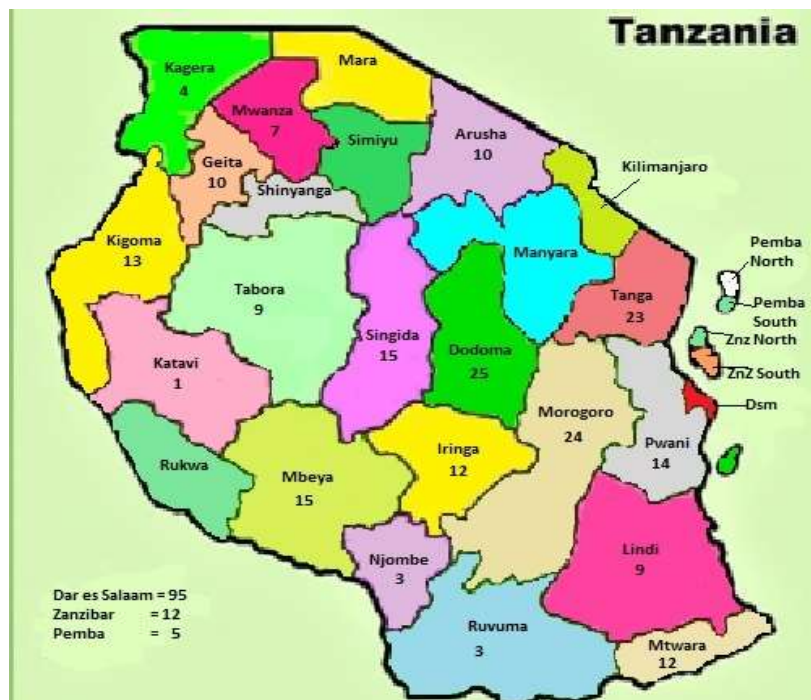 Tanzania
Kagera
4
Mara
Mwanza
7
Simiyu
Arusha
10
Geita
10
Shinyanga
Kilimanjaro
Kigoma
13
Manyara
Pemba
North
Tabora
9
Tanga
23
Pemba
South
Znz North
Singida
15
Dodoma
25
Katavi
1
ZnZ South
Morogoro
24
Dsm
Pwani
14
Rukwa
Mbeya
15
Iringa
12
Njombe
3
Lindi
9
Dar es Salaam = 95
Zanzibar = 12
Pemba = 5
Ruvuma
3
Mtwara
12